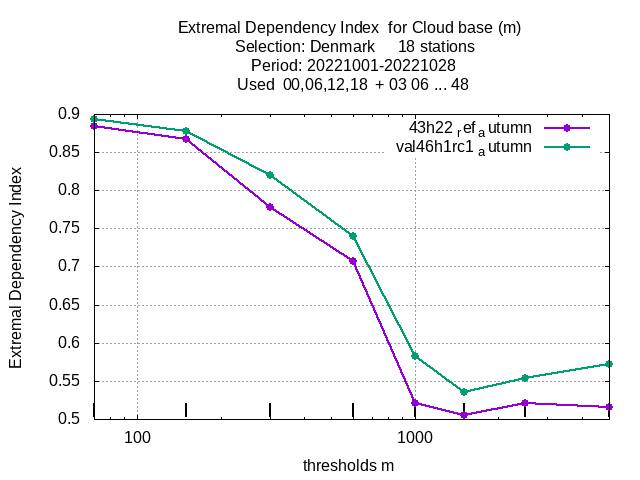 Extremal Dependency Index  for Cloud base (m)
Selection: Denmark     18 stations
Period: 20221001-20221028
Used  00,06,12,18  + 03 06 ... 48
43h22 ref autumn
val46h1rc1 autumn
0.9
0.85
0.8
0.75
0.7
0.65
0.6
0.55
0.5
Extremal Dependency Index
100
1000
thresholds m